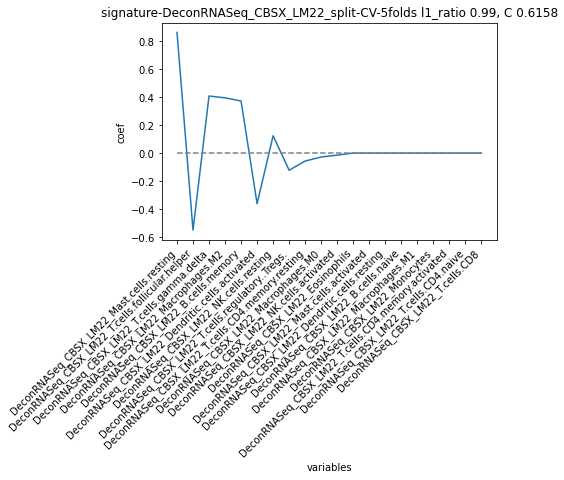 signature-DeconRNASeq_CBSX_LM22_split-CV-5folds l1_ratio 0.99, C 0.6158
coef
0.8
0.6
0.4
0.2
0.0
−0.2
−0.4
−0.6
DeconRNASeq_CBSX_LM22_Mast.cells.resting
DeconRNASeq_CBSX_LM22_T.cells.follicular.helper
DeconRNASeq_CBSX_LM22_T.cells.gamma.delta
DeconRNASeq_CBSX_LM22_Macrophages.M2
DeconRNASeq_CBSX_LM22_B.cells.memory
DeconRNASeq_CBSX_LM22_Dendritic.cells.activated
DeconRNASeq_CBSX_LM22_NK.cells.resting
DeconRNASeq_CBSX_LM22_T.cells.regulatory..Tregs.
DeconRNASeq_CBSX_LM22_T.cells.CD4.memory.resting
DeconRNASeq_CBSX_LM22_Macrophages.M0
DeconRNASeq_CBSX_LM22_NK.cells.activated
DeconRNASeq_CBSX_LM22_Eosinophils
DeconRNASeq_CBSX_LM22_Mast.cells.activated
DeconRNASeq_CBSX_LM22_Dendritic.cells.resting
DeconRNASeq_CBSX_LM22_B.cells.naive
DeconRNASeq_CBSX_LM22_Macrophages.M1
DeconRNASeq_CBSX_LM22_Monocytes
DeconRNASeq_CBSX_LM22_T.cells.CD4.memory.activated
DeconRNASeq_CBSX_LM22_T.cells.CD4.naive
DeconRNASeq_CBSX_LM22_T.cells.CD8
variables